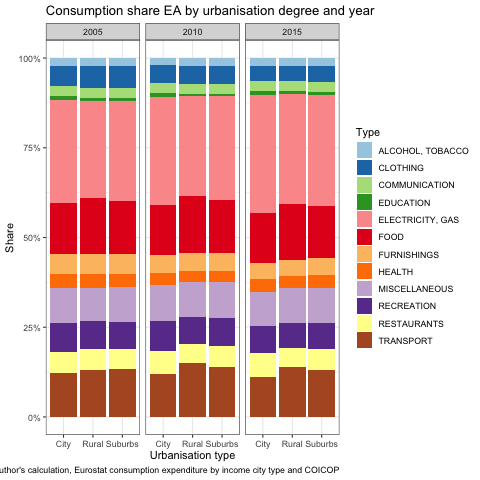 Consumption share EA by urbanisation degree and year
2005 2010 2015
100%
75%
50%
25%
0%
Share
City Rural Suburbs City Rural Suburbs City Rural Suburbs
Urbanisation type
Type
ALCOHOL, TOBACCO
CLOTHING
COMMUNICATION
EDUCATION
ELECTRICITY, GAS
FOOD
FURNISHINGS
HEALTH
MISCELLANEOUS
RECREATION
RESTAURANTS
TRANSPORT
uthor's calculation, Eurostat consumption expenditure by income city type and COICOP